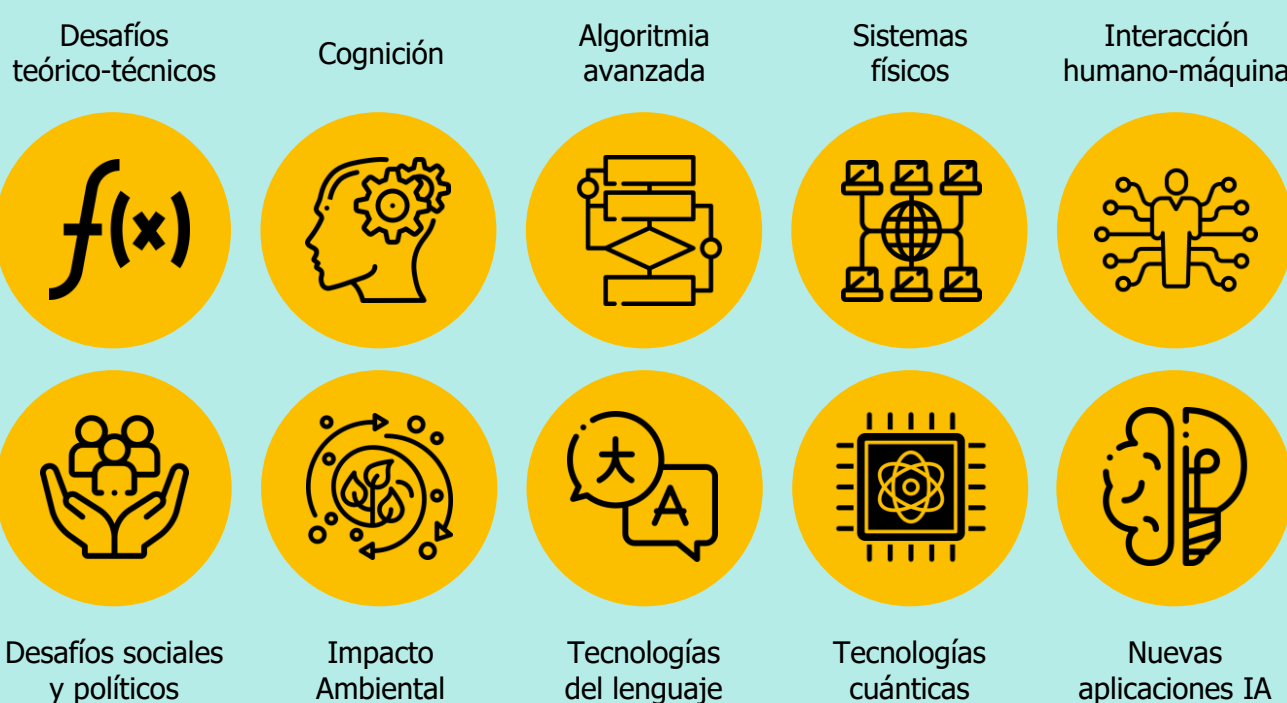 Desafíos
teórico-técnicos
Cognición
Algoritmia
avanzada
Sistemas
físicos
Interacción
humano-máquina
f(x)
大
A
Desafíos sociales
y políticos
Impacto
Ambiental
Tecnologías
del lenguaje
Tecnologías
cuánticas
Nuevas
aplicaciones IA